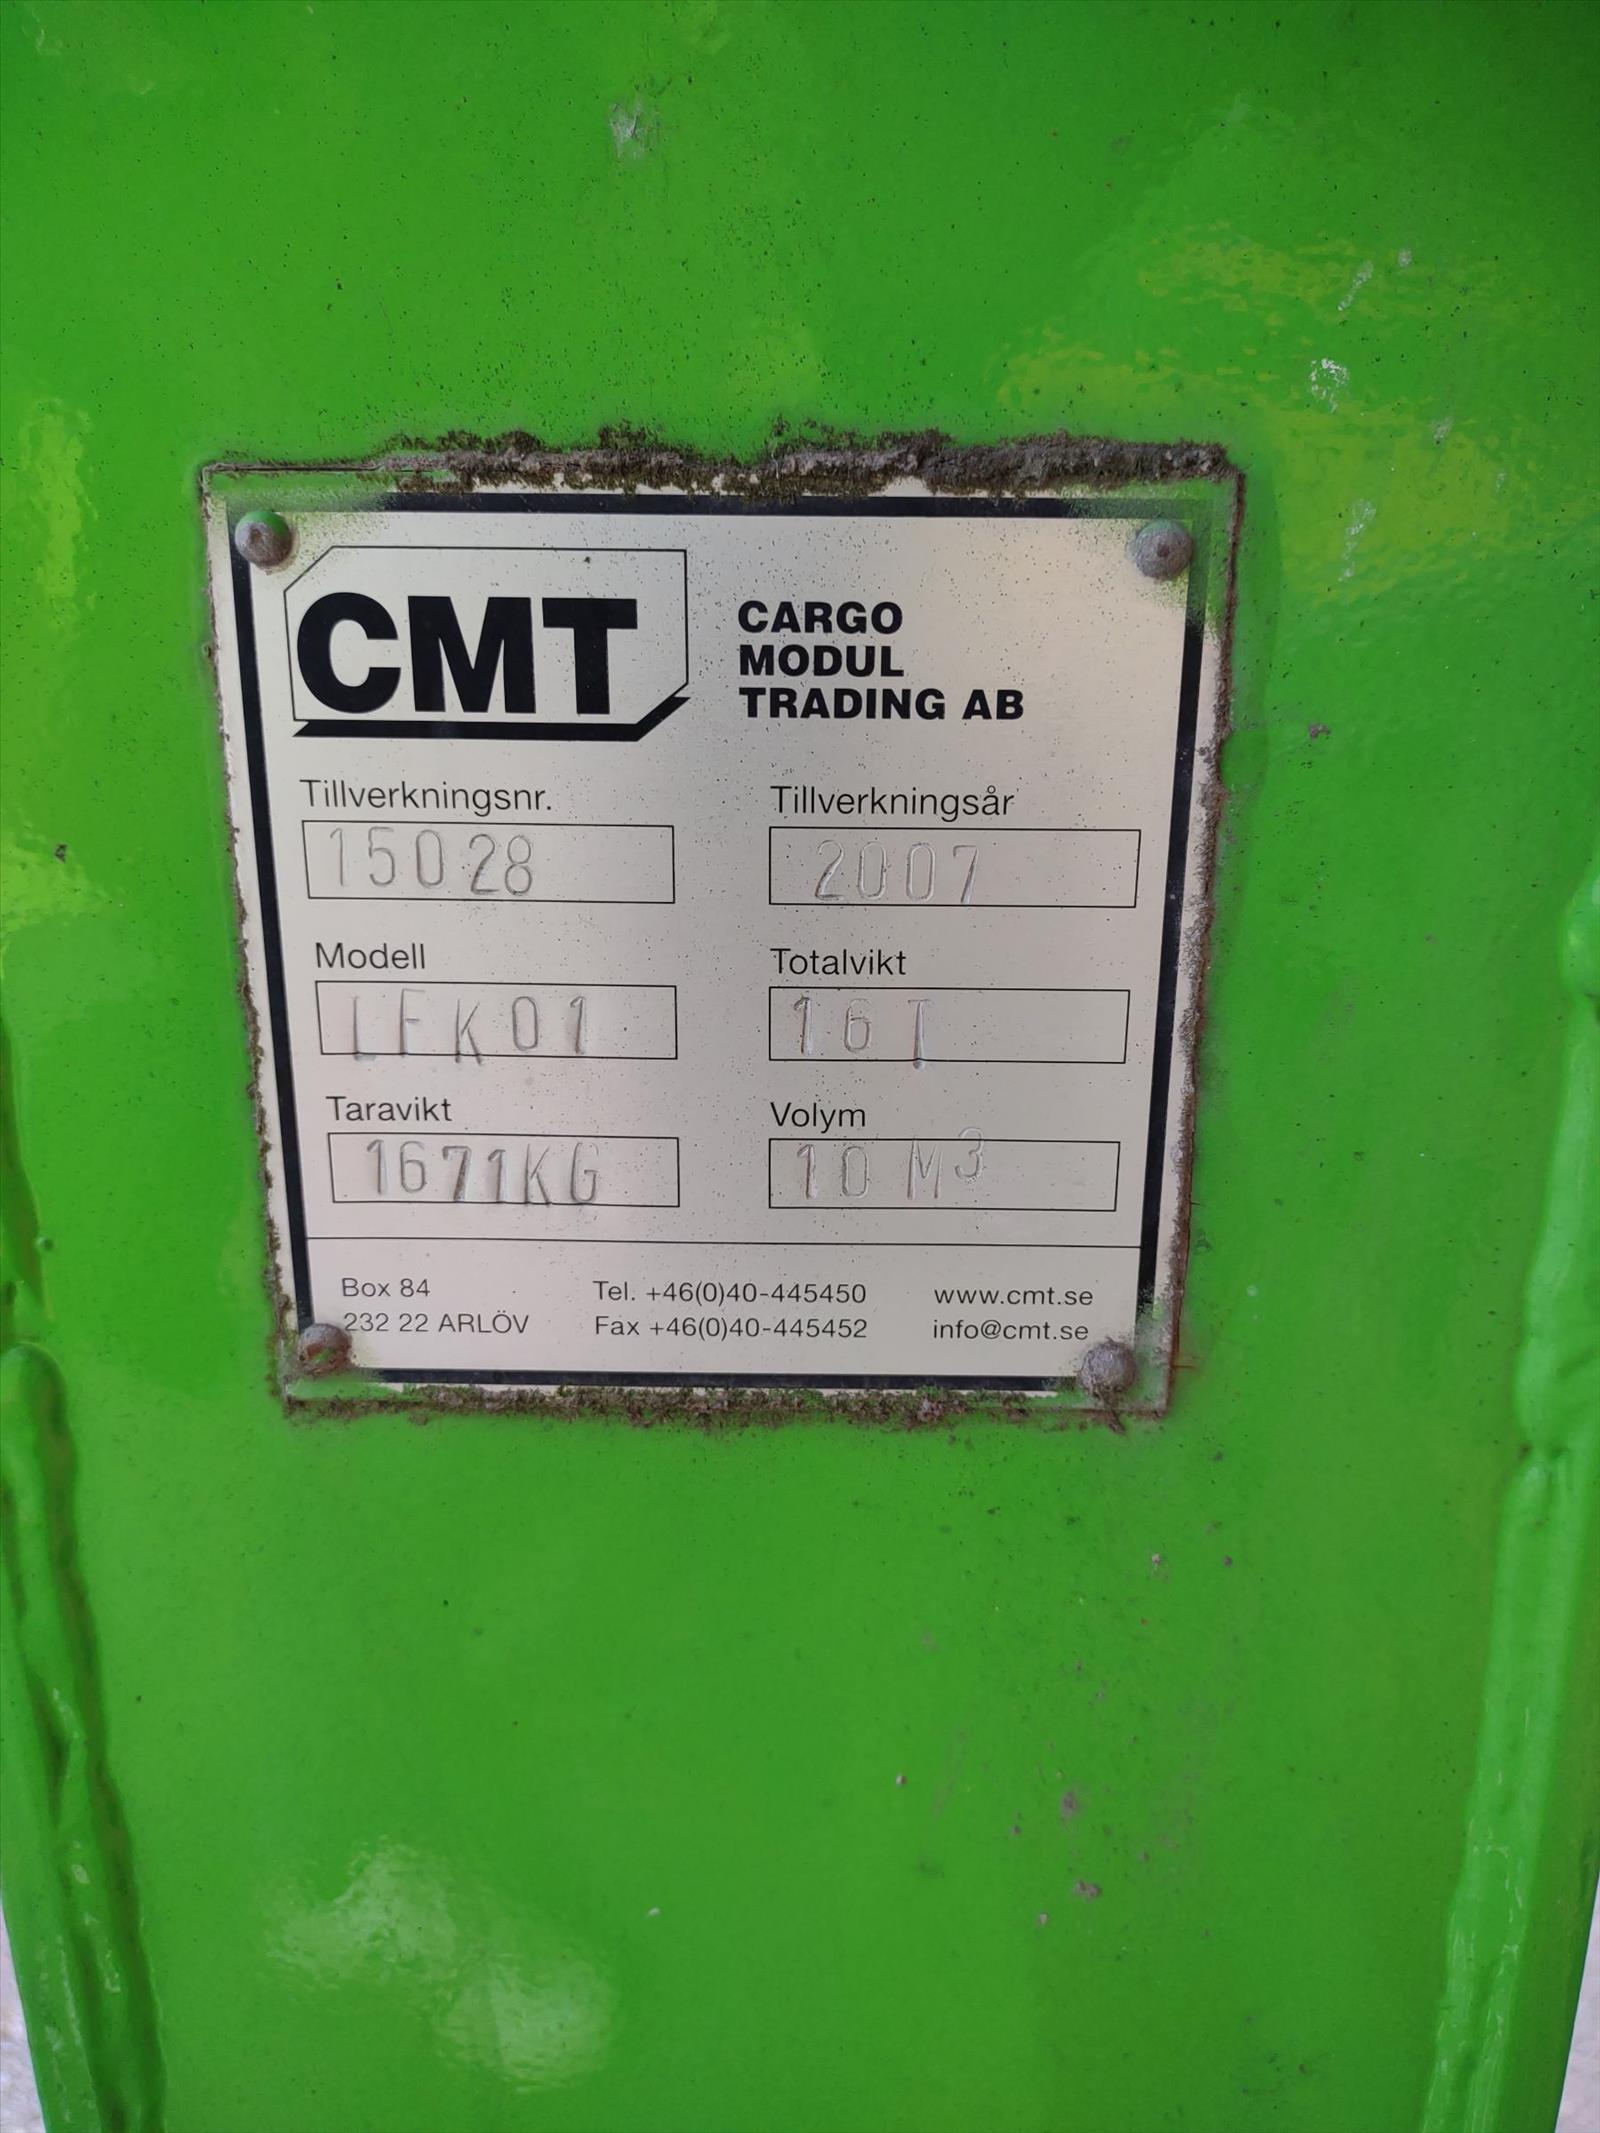 CMT
CARGO
MODUL
TRADING AB
Tillverkningsnr.
15028
Tillverkningsår
2007
Modell
LFK01
Totalvikt
16 T
Taravikt
1671KG
Volym
10 M³
Box 84
232 22 ARLÖV
Tel. +46(0)40-445450
Fax +46(0)40-445452
www.cmt.se
info@cmt.se